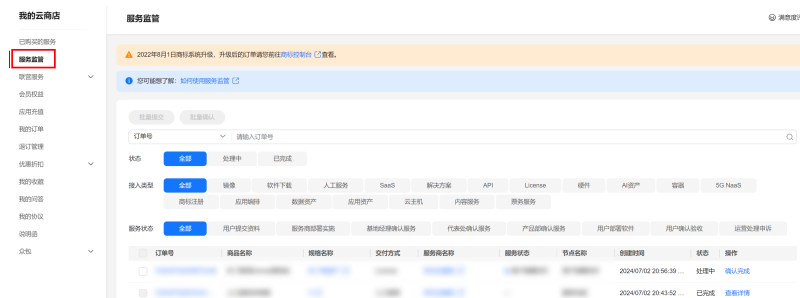 我的云商店
服务监管
满意度
已购买的服务
服务监管
联营服务
会员权益
应用充值
我的订单
退订管理
优惠折扣
我的收藏
我的问答
我的协议
说明函
众包
2022年8月1日商标系统升级，升级后的订单请您前往商标控制台查看。
您可能想了解：如何使用服务监管
批量提交 批量确认
订单号 请输入订单号
状态 全部 处理中 已完成
接入类型 全部 镜像 软件下载 人工服务 SaaS 解决方案 API License 硬件 AI资产 容器 5G NaaS
商标注册 应用编排 数据资产 应用资产 云主机 内容服务 票务服务
服务状态 全部 用户提交资料 服务商部署实施 基地经理确认服务 代表处确认服务 产品部确认服务 用户部署软件 用户确认验收 运营处理申诉
订单号 商品名称 规格名称 交付方式 服务商名称 服务状态 节点名称 创建时间 状态 操作
2024/07/02 20:56:39 ... 处理中 确认完成
2024/07/02 20:43:52 ... 已完成 查看详情